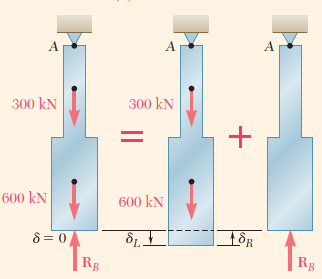 A A A
300 kN 300 kN
= +
600 kN 600 kN
δ = 0 δL δR
RB RB